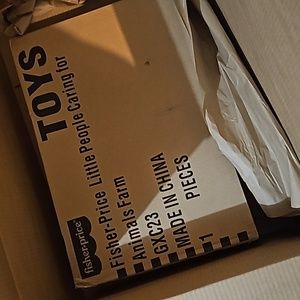 TOYS
fisher-price
Fisher-Price Little People Caring for
Animals Farm
GXC23
MADE IN CHINA
PIECES
1